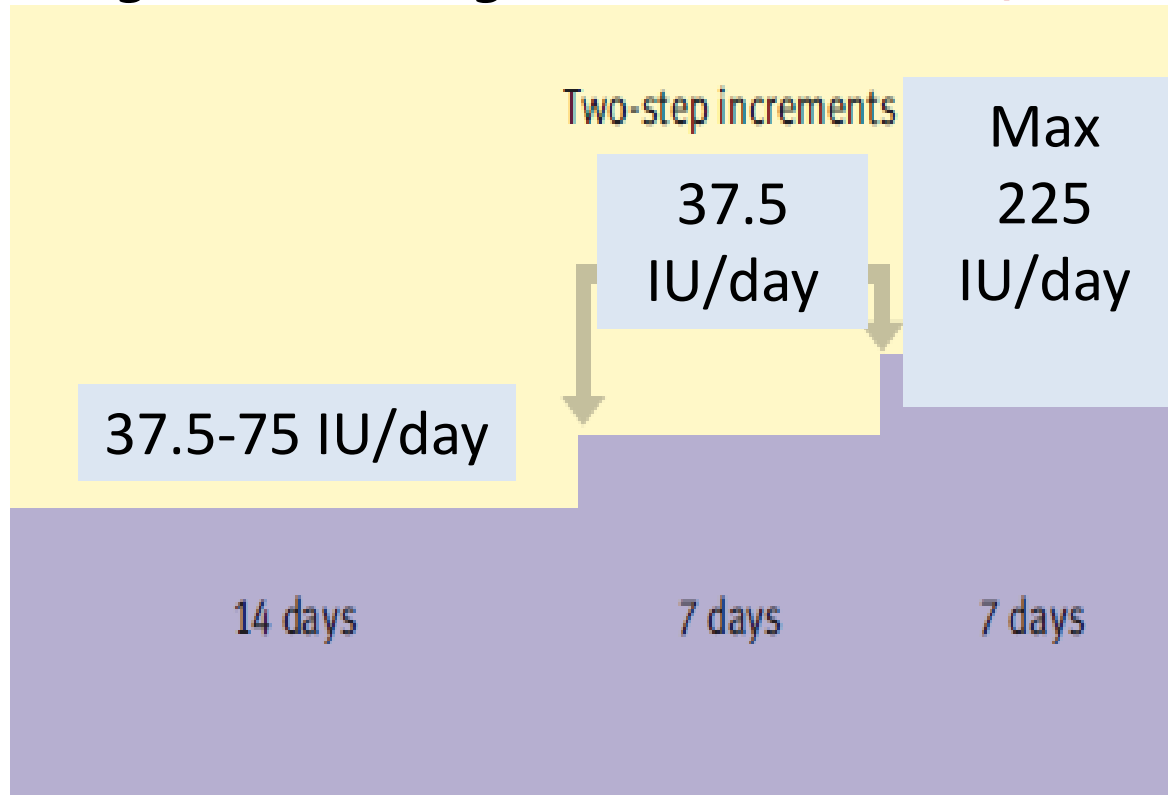 Two-step increments
Max
225
IU/day
37.5
IU/day
37.5-75 IU/day
14 days
7 days
7 days